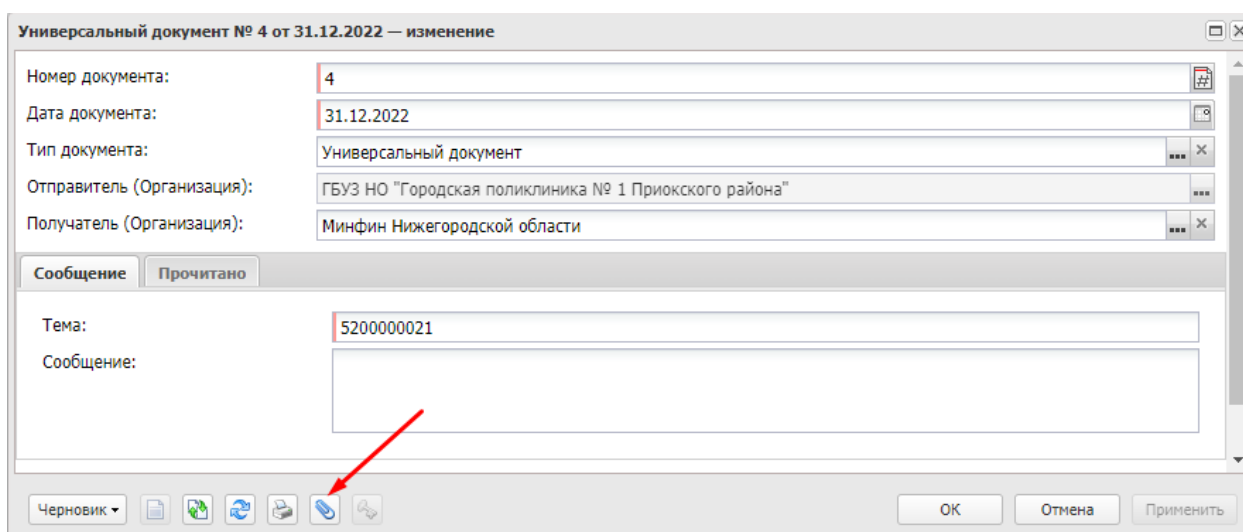 Универсальный документ № 4 от 31.12.2022 — изменение
Номер документа: 4
Дата документа: 31.12.2022
Тип документа: Универсальный документ
Отправитель (Организация): ГБУЗ НО "Городская поликлиника № 1 Приокского района"
Получатель (Организация): Минфин Нижегородской области
Сообщение Прочитано
Тема: 5200000021
Сообщение:
Черновик ОК Отмена Применить